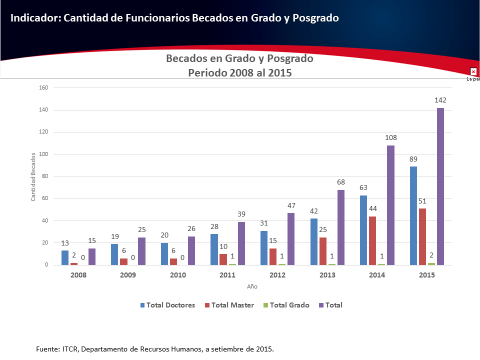 Indicador: Cantidad de Funcionarios Becados en Grado y Posgrado
Becados en Grado y Posgrado
Periodo 2008 al 2015
Cantidad Becados
160
140
120
100
80
60
40
20
0
13 2 0 15
19 6 0 25
20 6 0 26
28 10 1 39
31 15 1 47
42 25 1 68
63 44 1 108
89 51 2 142
2008 2009 2010 2011 2012 2013 2014 2015
Año
Total Doctores Total Master Total Grado Total
Fuente: ITCR, Departamento de Recursos Humanos, a setiembre de 2015.